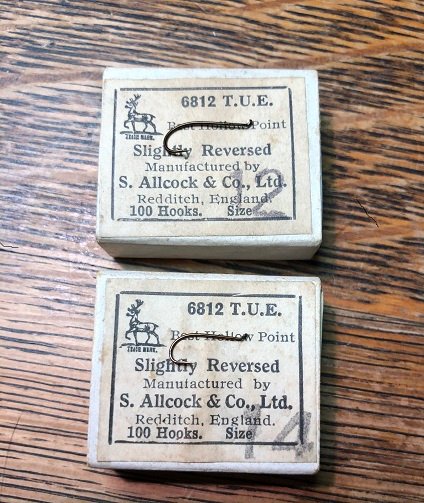 6812 T.U.E.
Best Hollow Point
TRADE MARK.
Slightly Reversed
Manufactured by
S. Allcock & Co., Ltd.
Redditch, England.
100 Hooks. Size 12
6812 T.U.E.
Best Hollow Point
TRADE MARK.
Slightly Reversed
Manufactured by
S. Allcock & Co., Ltd.
Redditch, England.
100 Hooks. Size 14